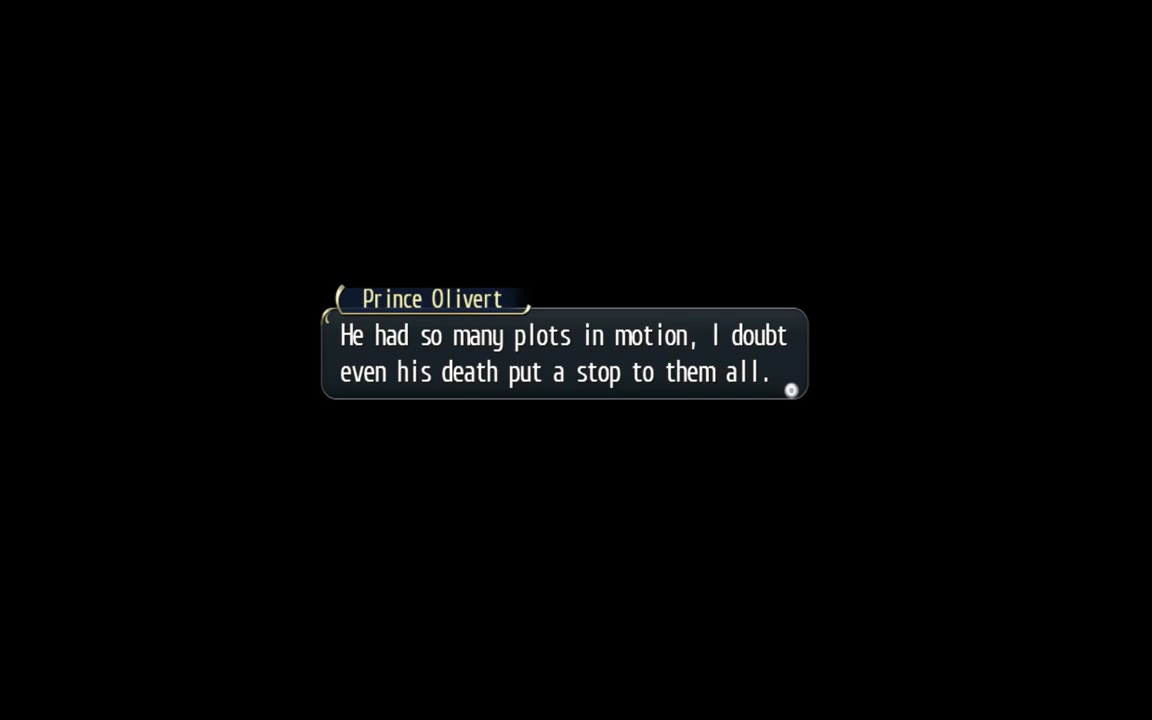 Prince Olivert
He had so many plots in motion, I doubt
even his death put a stop to them all.